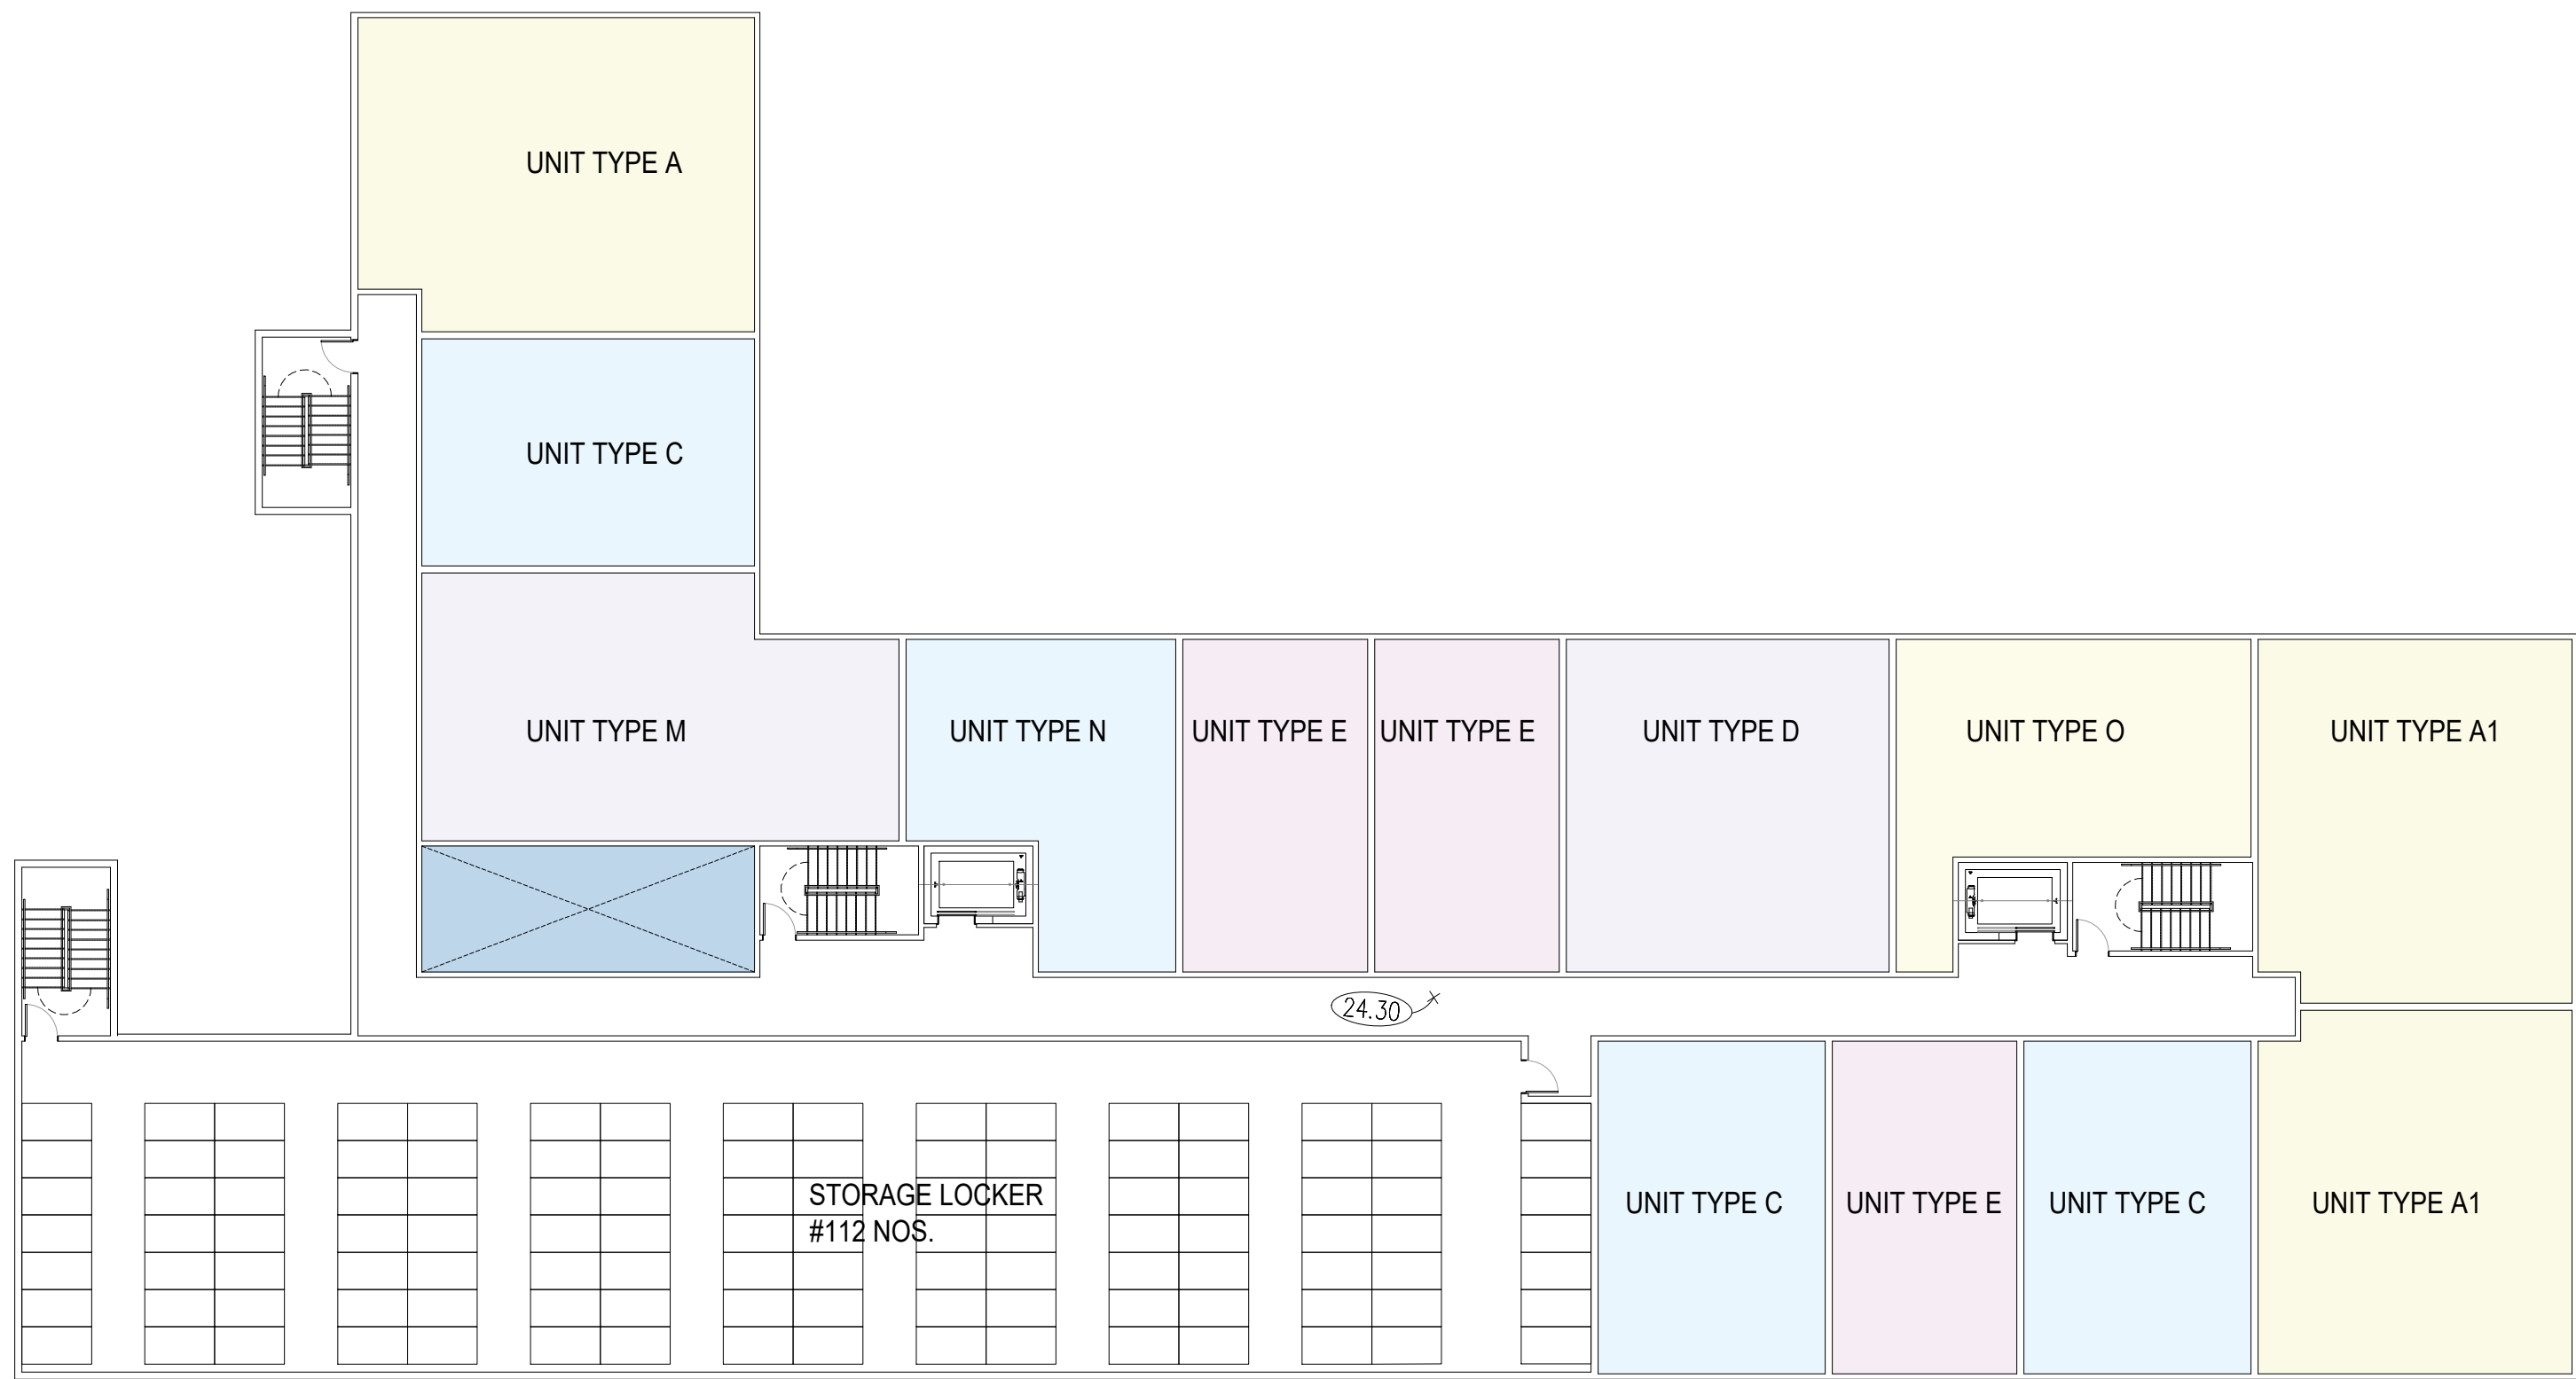 UNIT TYPE A
UNIT TYPE C
UNIT TYPE M
UNIT TYPE N
UNIT TYPE E
UNIT TYPE E
UNIT TYPE D
UNIT TYPE O
UNIT TYPE A1
24.30
STORAGE LOCKER
#112 NOS.
UNIT TYPE C
UNIT TYPE E
UNIT TYPE C
UNIT TYPE A1